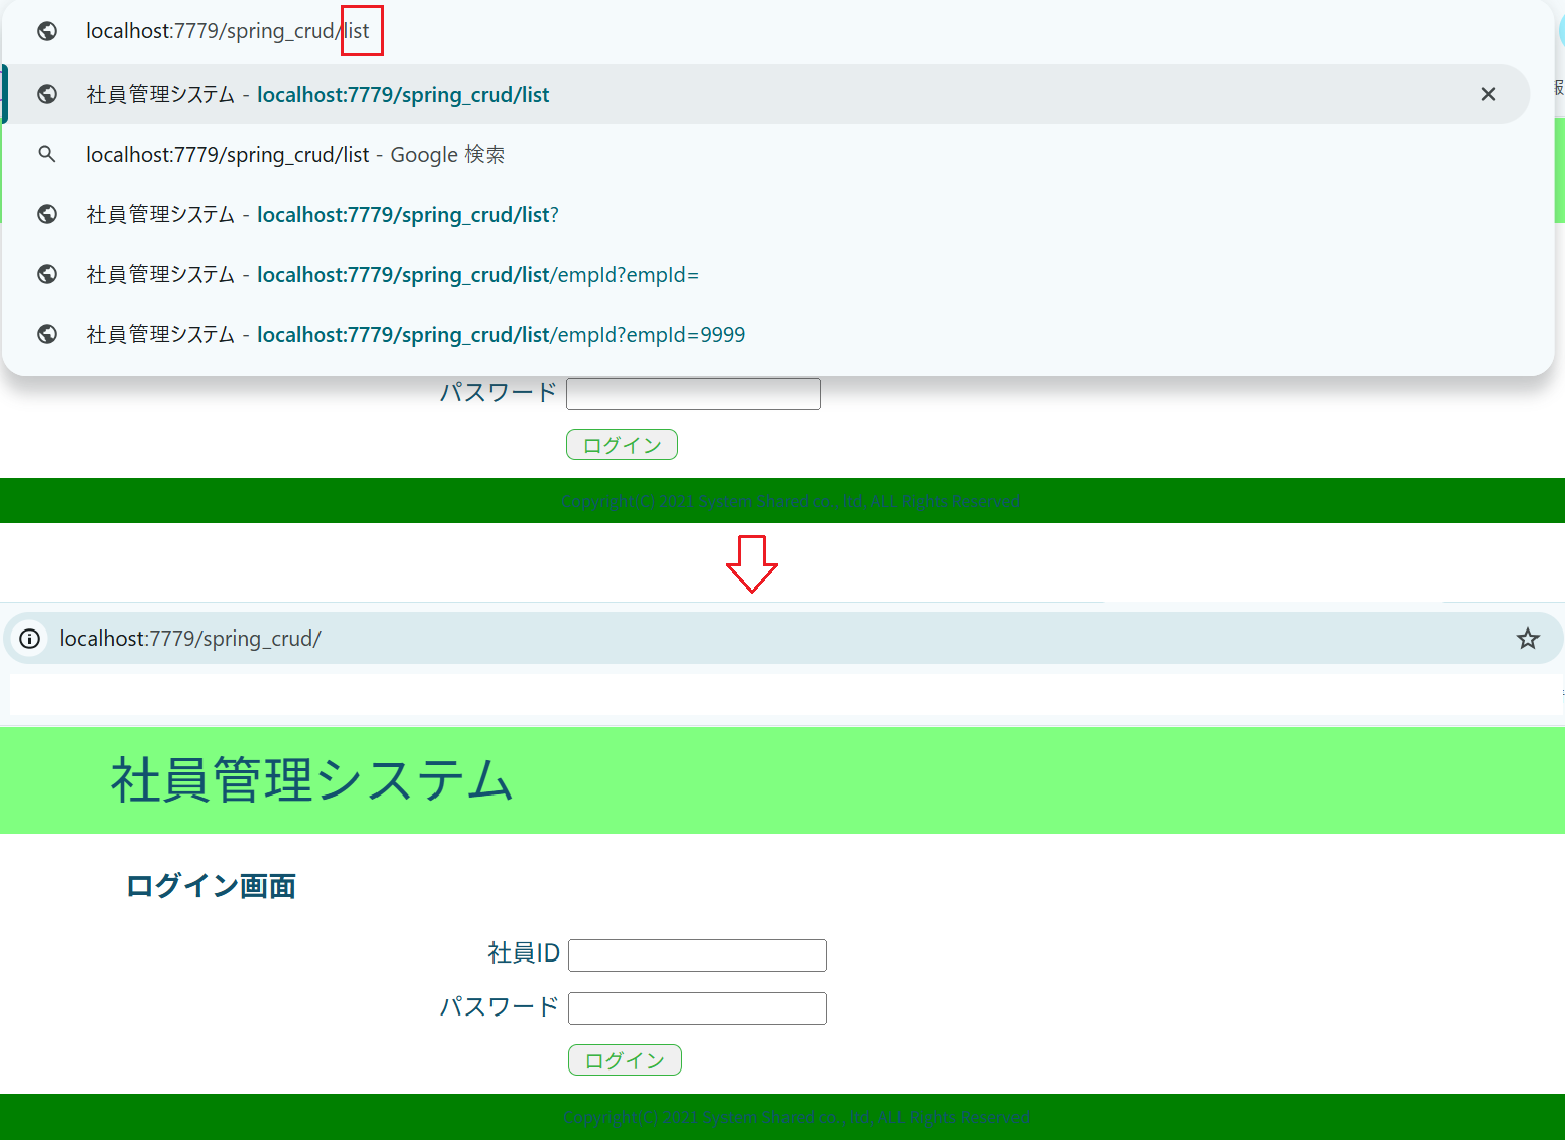 localhost:7779/spring_crud/list
社員管理システム - localhost:7779/spring_crud/list
localhost:7779/spring_crud/list - Google 検索
社員管理システム - localhost:7779/spring_crud/list?
社員管理システム - localhost:7779/spring_crud/list/empId?empId=
社員管理システム - localhost:7779/spring_crud/list/empId?empId=9999
パスワード
ログイン
Copyright(C) 2021 System Shared co., ltd, ALL Rights Reserved
localhost:7779/spring_crud/
社員管理システム
ログイン画面
社員ID
パスワード
ログイン
Copyright(C) 2021 System Shared co., ltd, ALL Rights Reserved